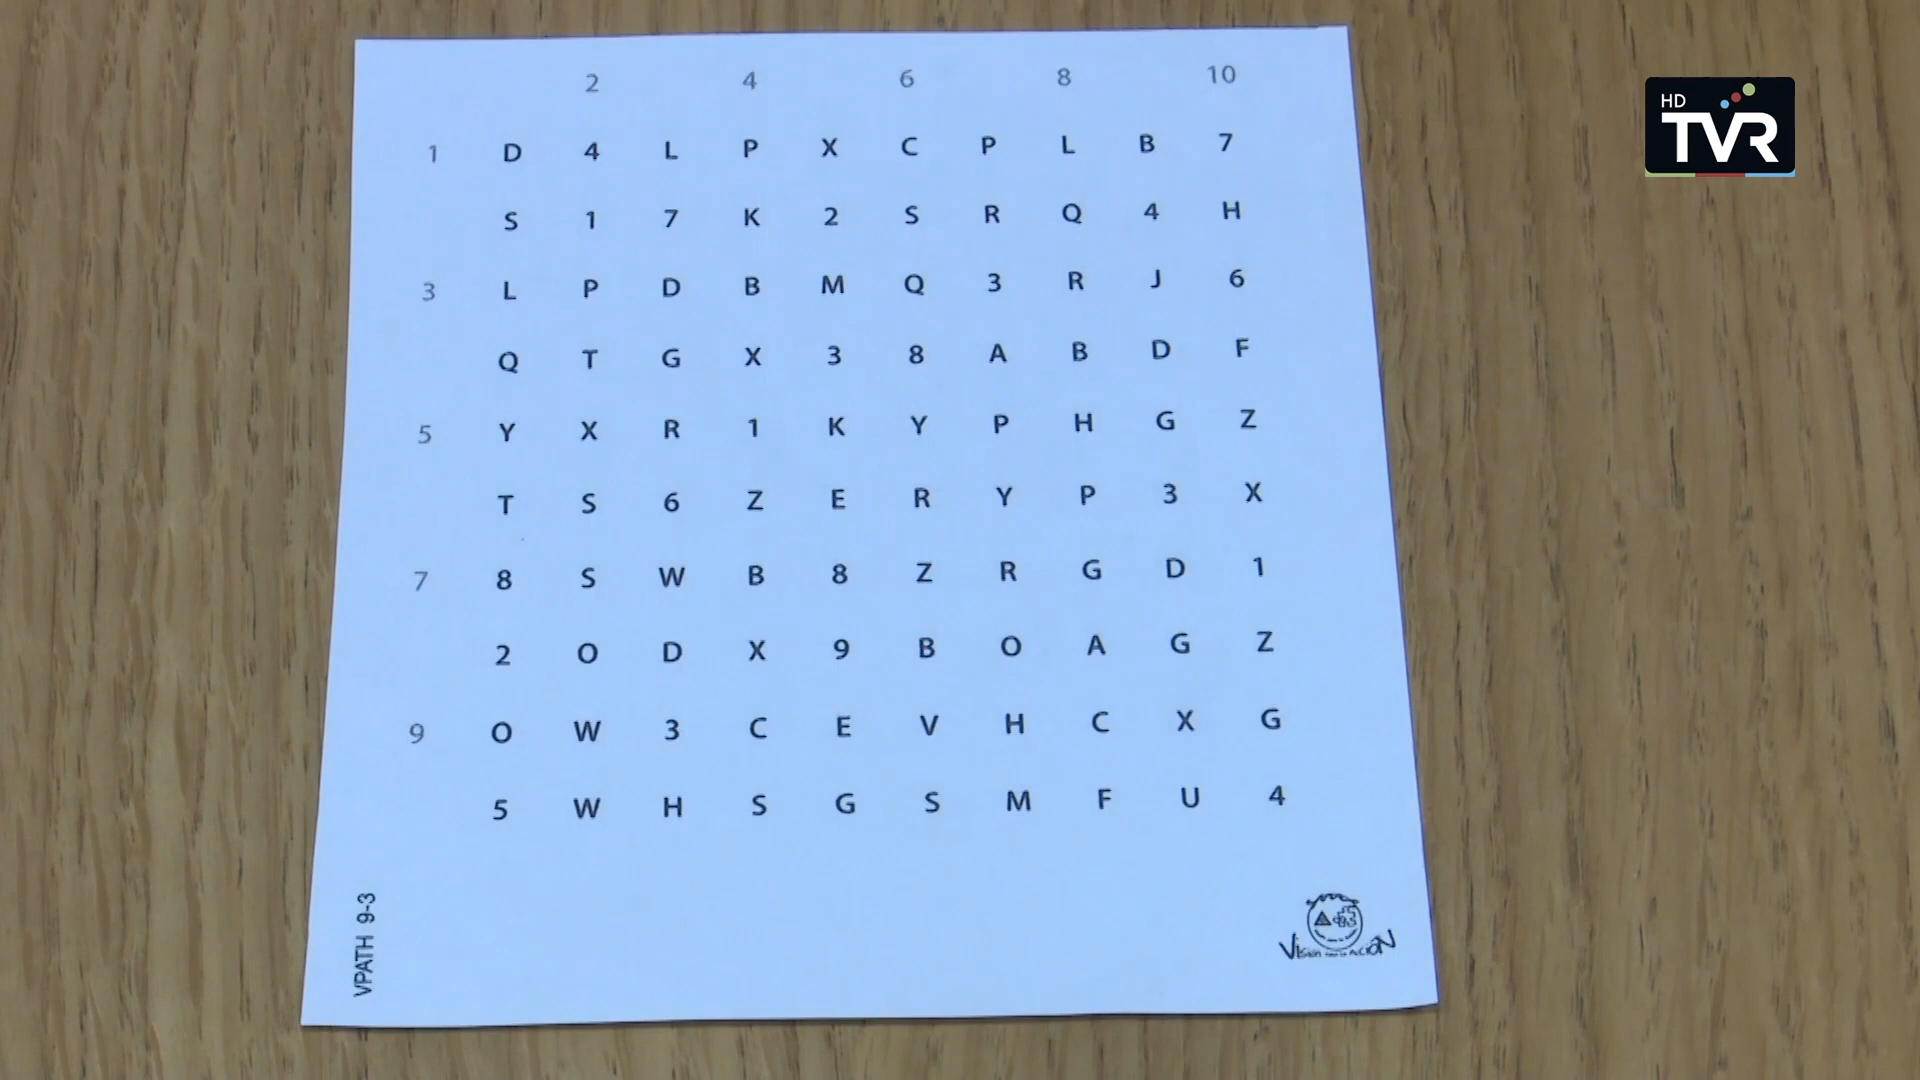 2 4 6 8 10
1 D 4 L P X C P L B 7
S 1 7 K 2 S R Q 4 H
3 L P D B M Q 3 R J 6
Q T G X 3 8 A B D F
5 Y X R 1 K Y P H G Z
T S 6 Z E R Y P 3 X
7 8 S W B 8 Z R G D 1
2 O D X 9 B O A G Z
9 O W 3 C E V H C X G
5 W H S G S M F U 4
VPATH 9-3
HD
TVR